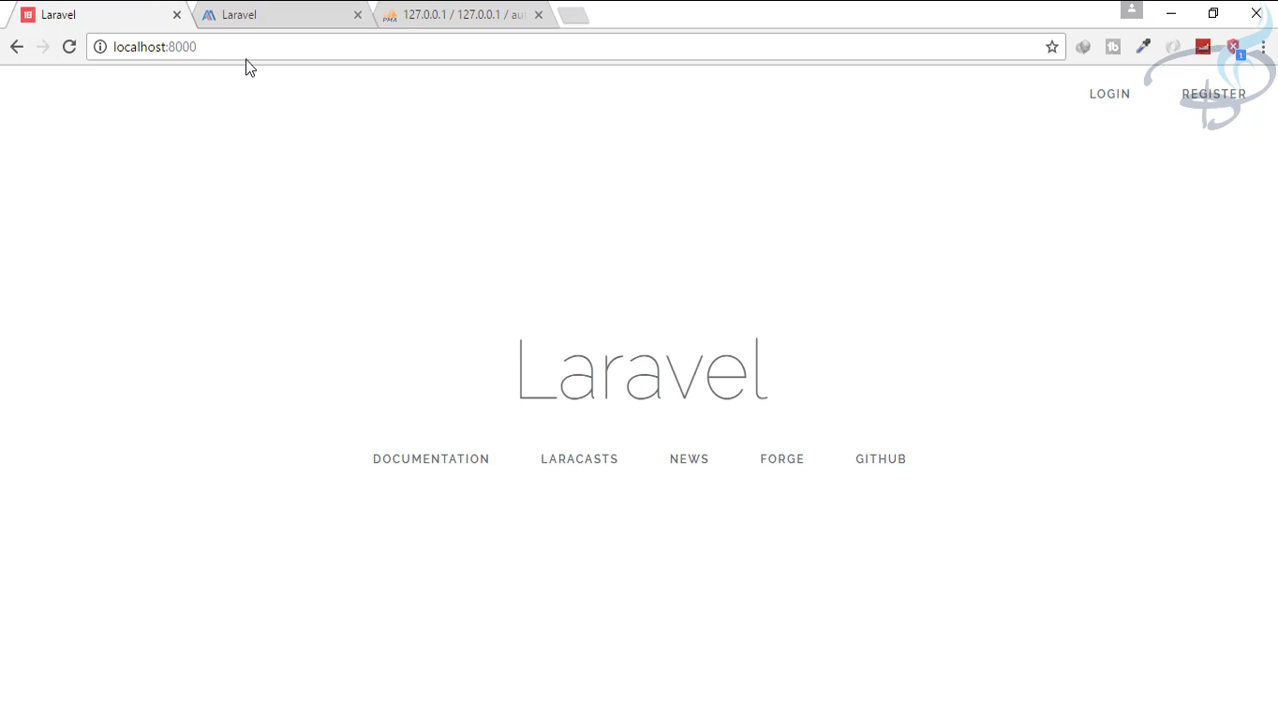 Laravel
Laravel
127.0.0.1 / 127.0.0.1 / au
localhost:8000
LOGIN
REGISTER
Laravel
DOCUMENTATION
LARACASTS
NEWS
FORGE
GITHUB